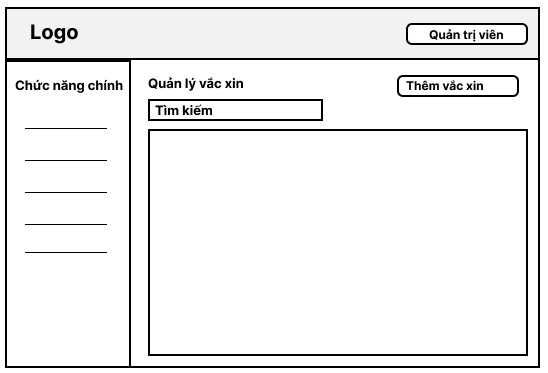 Logo
Quản trị viên
Chức năng chính
Quản lý vắc xin
Thêm vắc xin
Tìm kiếm